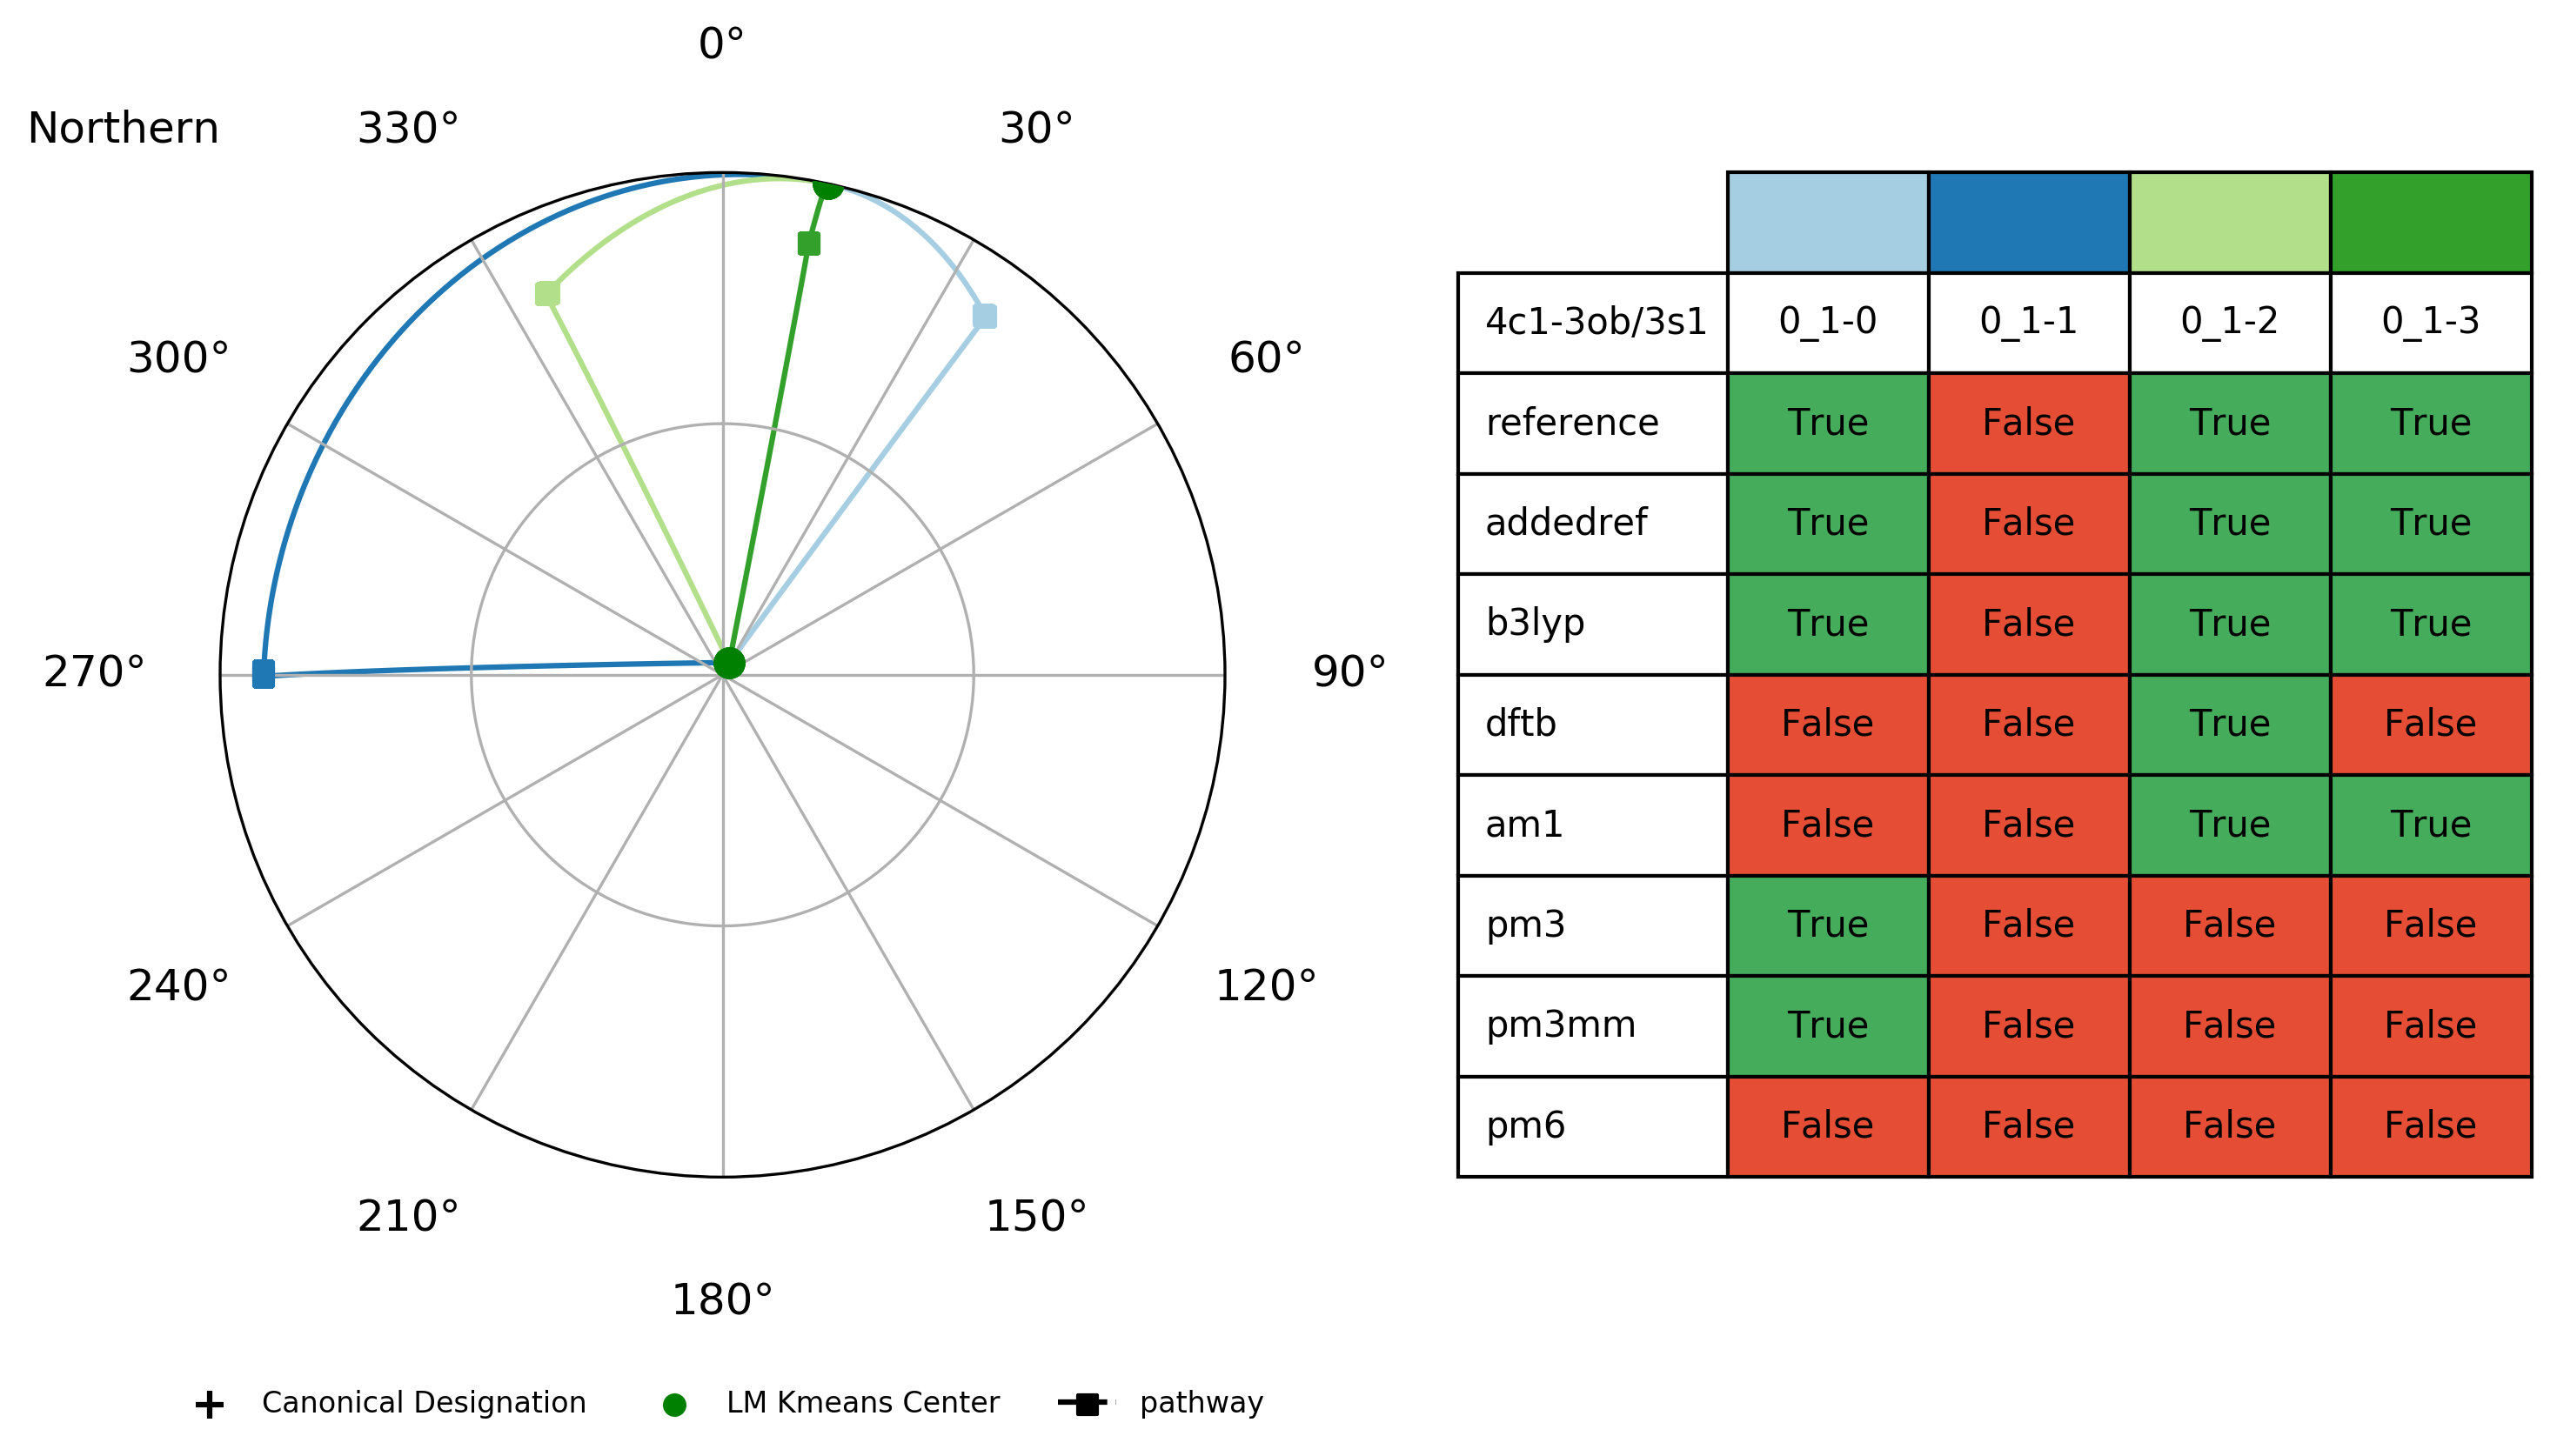 0°
Northern
330°
30°
300°
60°
270°
90°
240°
120°
210°
150°
180°
Canonical Designation
LM Kmeans Center
pathway
4c1-3ob/3s1 0_1-0 0_1-1 0_1-2 0_1-3
reference True False True True
addedref True False True True
b3lyp True False True True
dftb False False True False
am1 False False True True
pm3 True False False False
pm3mm True False False False
pm6 False False False False